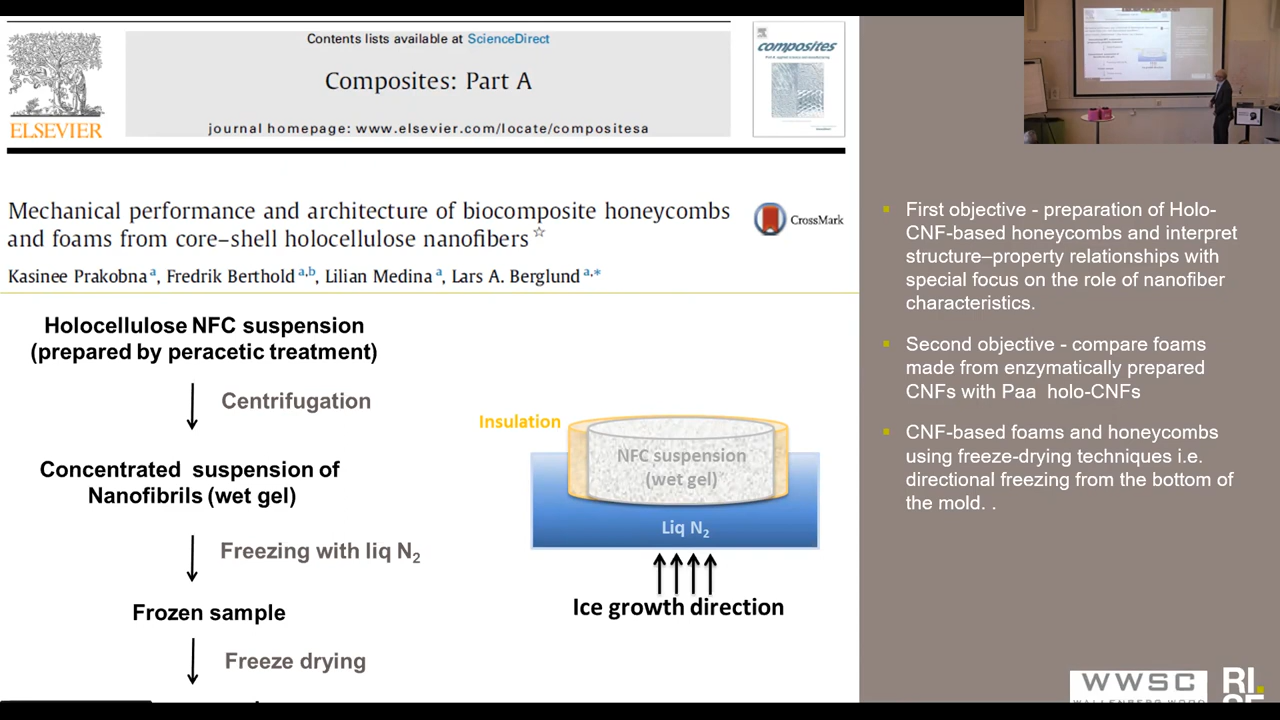 Contents lists available at ScienceDirect
Composites: Part A
journal homepage: www.elsevier.com/locate/compositesa
ELSEVIER
composites
Mechanical performance and architecture of biocomposite honeycombs
and foams from core–shell holocellulose nanofibers☆
CrossMark
Kasinee Prakobna a, Fredrik Berthold a,b, Lilian Medina a, Lars A. Berglund a,*
Holocellulose NFC suspension
(prepared by peracetic treatment)
Centrifugation
Concentrated suspension of
Nanofibrils (wet gel)
Freezing with liq N2
Frozen sample
Freeze drying
Insulation
NFC suspension
(wet gel)
Liq N2
Ice growth direction
▪ First objective - preparation of Holo-
CNF-based honeycombs and interpret
structure–property relationships with
special focus on the role of nanofiber
characteristics.
▪ Second objective - compare foams
made from enzymatically prepared
CNFs with Paa holo-CNFs
▪ CNF-based foams and honeycombs
using freeze-drying techniques i.e.
directional freezing from the bottom of
the mold. .
WWSC
WALLENBERG WOOD
RI.
SE